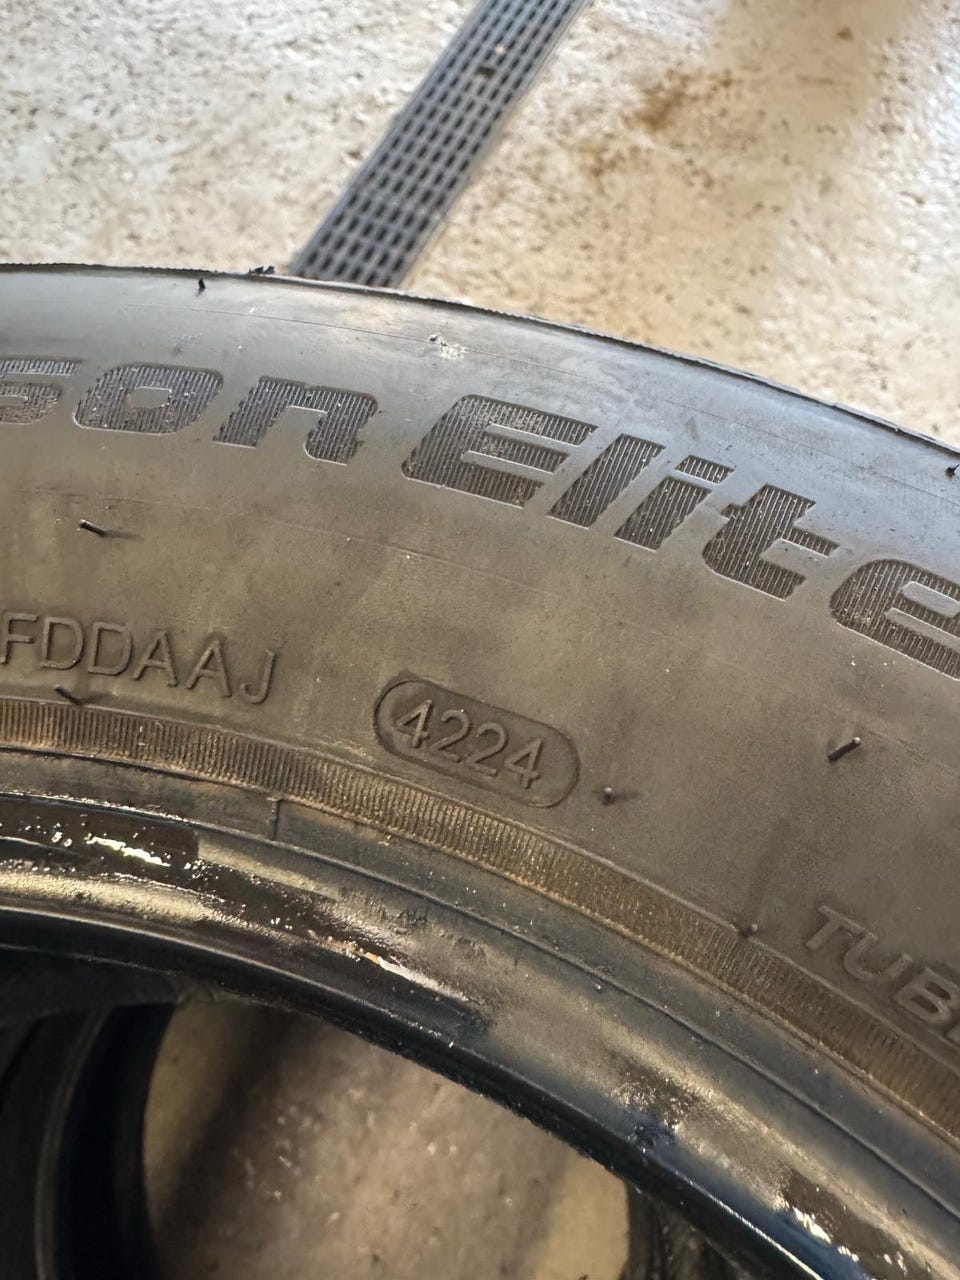 son Elite
FDDAAJ
4224
TUB